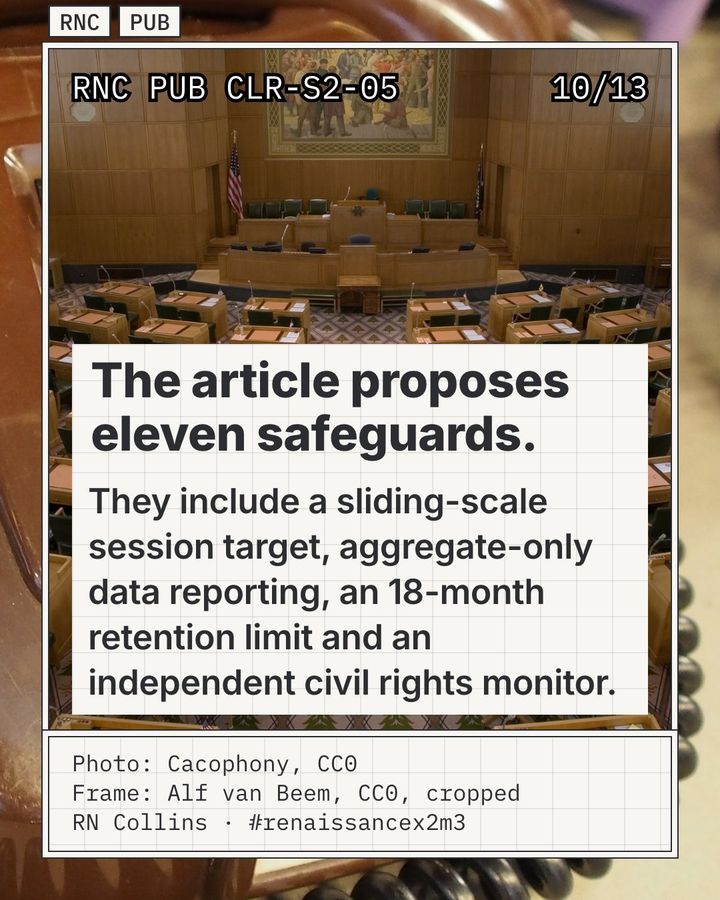 RNC PUB
RNC PUB CLR-S2-05 10/13
The article proposes
eleven safeguards.
They include a sliding-scale
session target, aggregate-only
data reporting, an 18-month
retention limit and an
independent civil rights monitor.
Photo: Cacophony, CC0
Frame: Alf van Beem, CC0, cropped
RN Collins · #renaissancex2m3